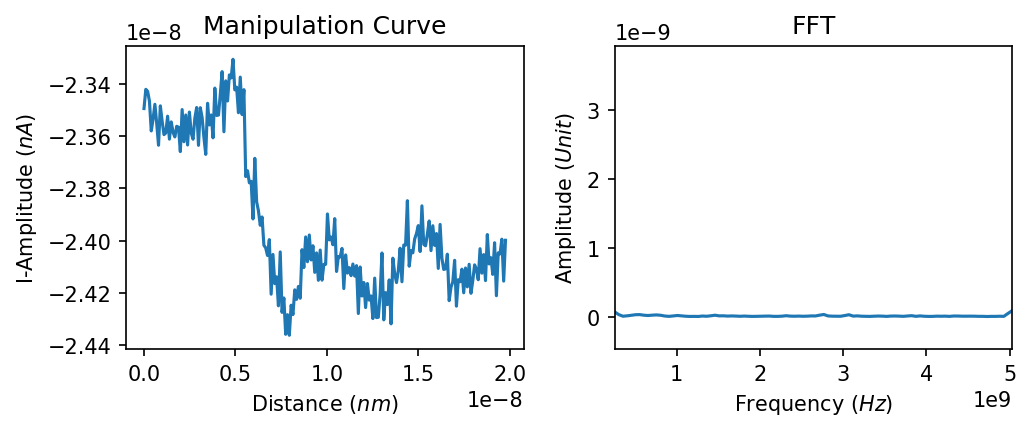 Manipulation Curve
1e−8
−2.34
−2.36
−2.38
−2.40
−2.42
−2.44
I-Amplitude (nA)
0.0 0.5 1.0 1.5 2.0
Distance (nm)
1e−8
FFT
1e−9
3
2
1
0
Amplitude (Unit)
1 2 3 4 5
Frequency (Hz)
1e9